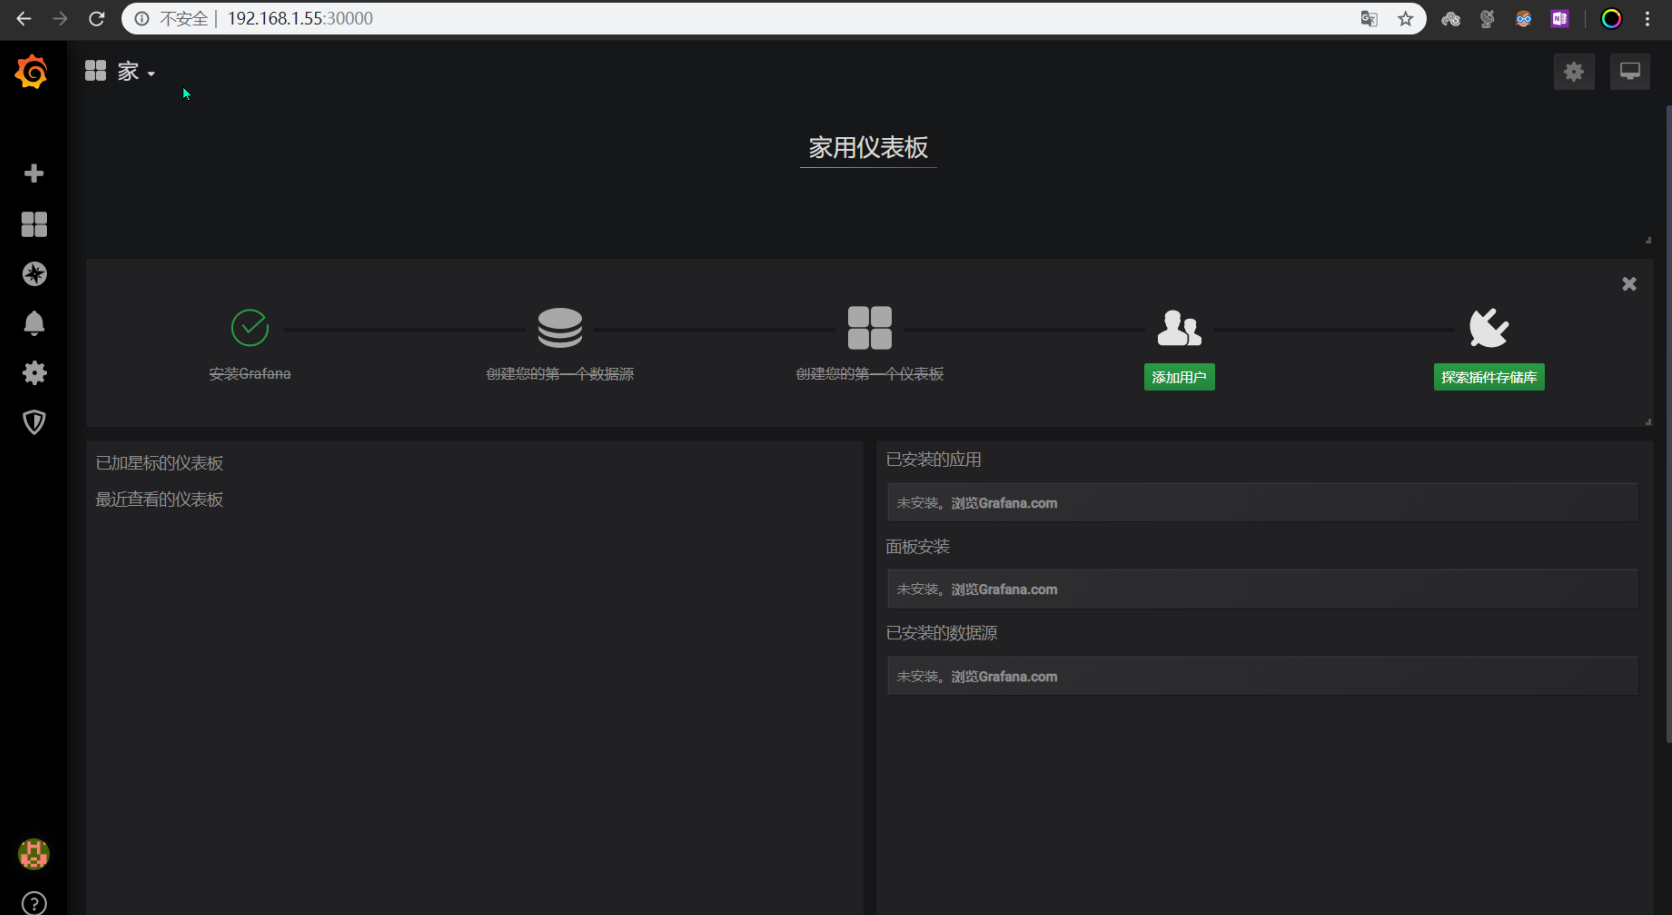 不安全 | 192.168.1.55:30000
家
家用仪表板
安装Grafana
创建您的第一个数据源
创建您的第一个仪表板
添加用户
探索插件存储库
已加星标的仪表板
最近查看的仪表板
已安装的应用
未安装。浏览Grafana.com
面板安装
未安装。浏览Grafana.com
已安装的数据源
未安装。浏览Grafana.com